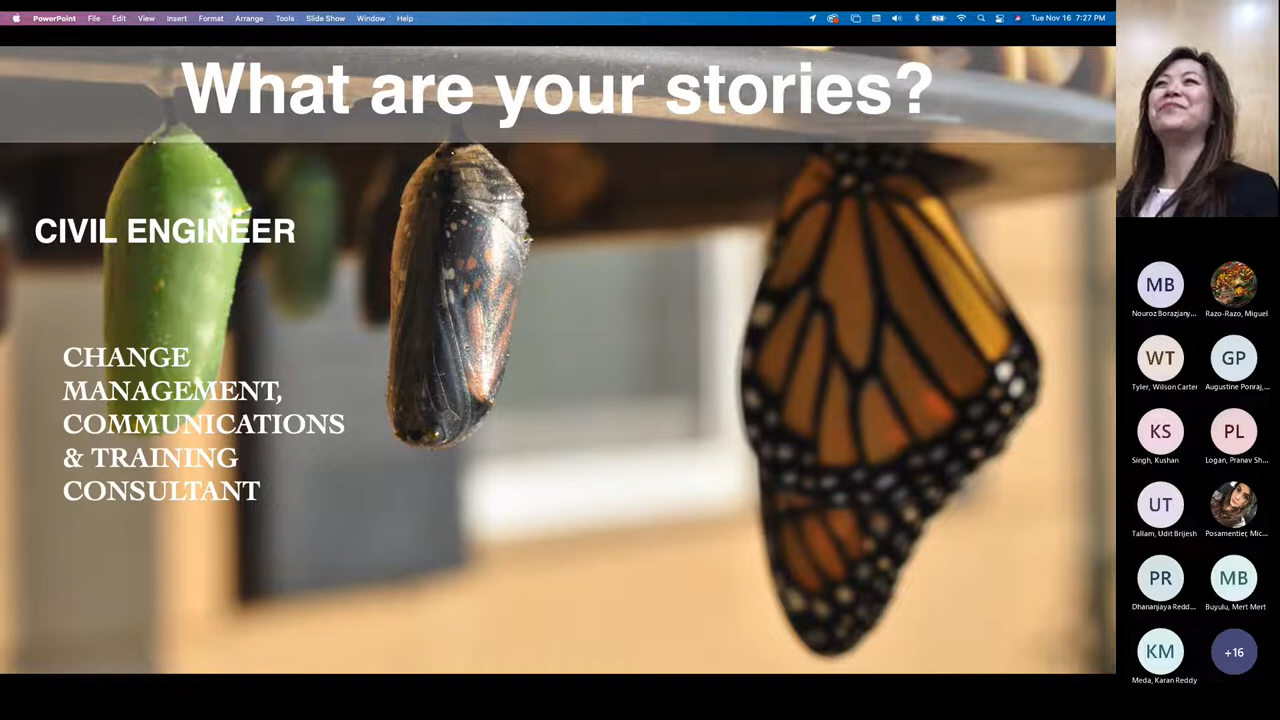 PowerPoint File Edit View Insert Format Arrange Tools Slide Show Window Help
Tue Nov 16 7:27 PM
What are your stories?
CIVIL ENGINEER
CHANGE
MANAGEMENT,
COMMUNICATIONS
& TRAINING
CONSULTANT
MB
Nouroz Borazjany... Razo-Razo, Miguel
WT GP
Tyler, Wilson Carter Augustine Ponraj,...
KS PL
Singh, Kushan Logan, Pranav Sh...
UT
Tallam, Udit Brijesh Posamentier, Mic...
PR MB
Dhananjaya Redd... Buyulu, Mert Mert
KM +16
Meda, Karan Reddy